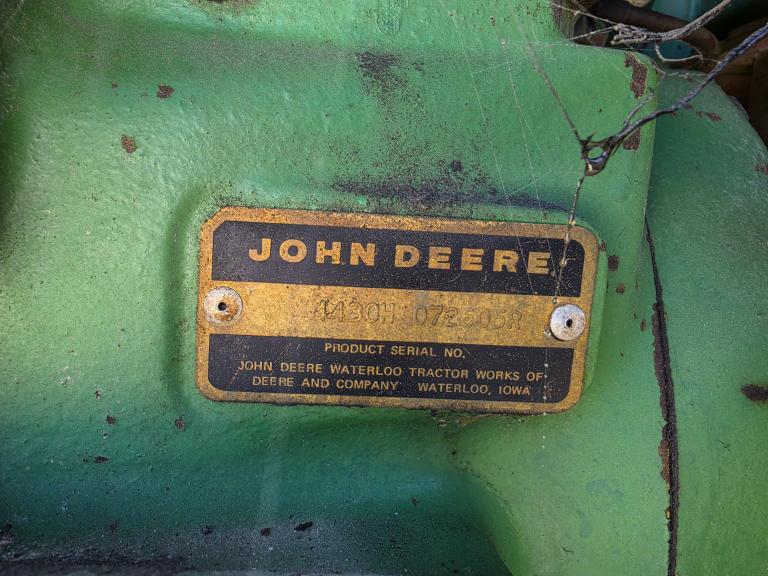 JOHN DEERE
4430H 072605R
PRODUCT SERIAL NO.
JOHN DEERE WATERLOO TRACTOR WORKS OF
DEERE AND COMPANY WATERLOO, IOWA